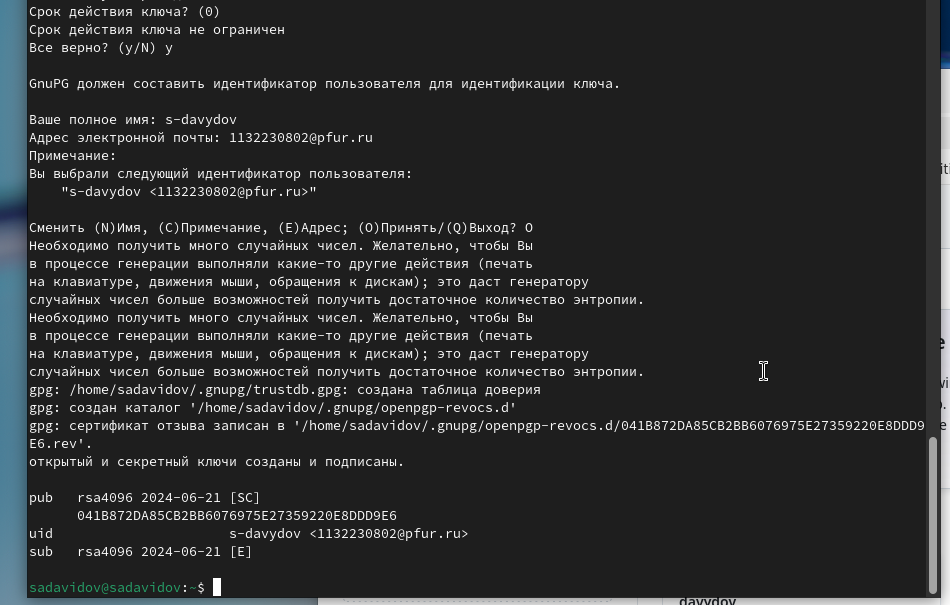 Срок действия ключа? (0)
Срок действия ключа не ограничен
Все верно? (y/N) y
GnuPG должен составить идентификатор пользователя для идентификации ключа.
Ваше полное имя: s-davydov
Адрес электронной почты: 1132230802@pfur.ru
Примечание:
Вы выбрали следующий идентификатор пользователя:
"s-davydov <1132230802@pfur.ru>"
Сменить (N)Имя, (C)Примечание, (E)Адрес; (O)Принять/(Q)Выход? O
Необходимо получить много случайных чисел. Желательно, чтобы Вы
в процессе генерации выполняли какие-то другие действия (печать
на клавиатуре, движения мыши, обращения к дискам); это даст генератору
случайных чисел больше возможностей получить достаточное количество энтропии.
Необходимо получить много случайных чисел. Желательно, чтобы Вы
в процессе генерации выполняли какие-то другие действия (печать
на клавиатуре, движения мыши, обращения к дискам); это даст генератору
случайных чисел больше возможностей получить достаточное количество энтропии.
gpg: /home/sadavidov/.gnupg/trustdb.gpg: создана таблица доверия
gpg: создан каталог '/home/sadavidov/.gnupg/openpgp-revocs.d'
gpg: сертификат отзыва записан в '/home/sadavidov/.gnupg/openpgp-revocs.d/041B872DA85CB2BB6076975E27359220E8DDD9
E6.rev'.
открытый и секретный ключи созданы и подписаны.
pub   rsa4096 2024-06-21 [SC]
041B872DA85CB2BB6076975E27359220E8DDD9E6
uid                      s-davydov <1132230802@pfur.ru>
sub   rsa4096 2024-06-21 [E]
sadavidov@sadavidov:~$
davydov